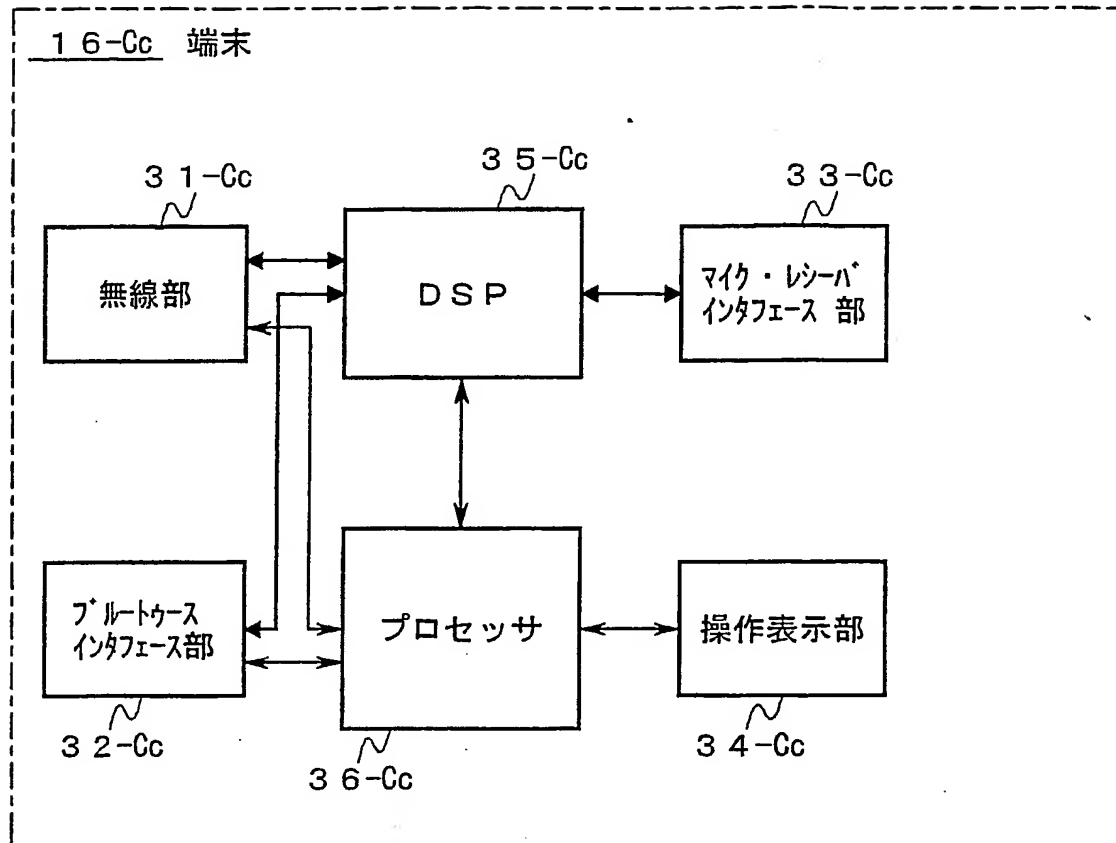 １６-Cc 端末
３５-Cc
３１-Cc
３３-Cc
無線部
ＤＳＰ
ﾏｲｸ・ﾚｼｰﾊﾞ
ｲﾝﾀﾌｪｰｽ 部
ﾌﾞﾙｰﾄｩｰｽ
ｲﾝﾀﾌｪｰｽ部
プロセッサ
操作表示部
３２-Cc
３６-Cc
３４-Cc